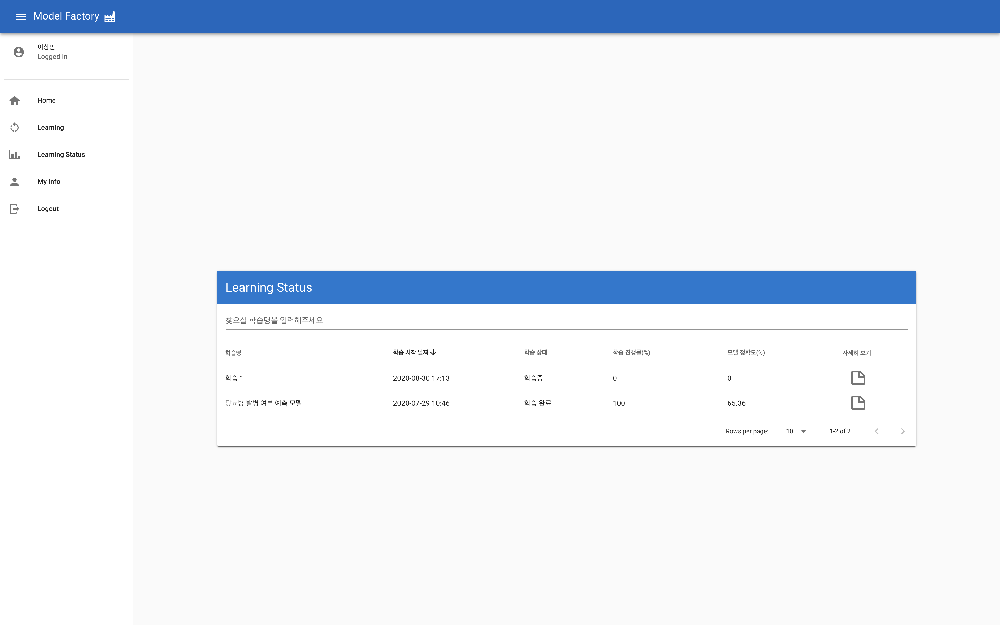 Model Factory
이상민
Logged In
Home
Learning
Learning Status
My Info
Logout
Learning Status
찾으실 학습명을 입력해주세요.
학습명 학습 시작 날짜 학습 상태 학습 진행률(%) 모델 정확도(%) 자세히 보기
학습 1 2020-08-30 17:13 학습중 0 0
당뇨병 발병 여부 예측 모델 2020-07-29 10:46 학습 완료 100 65.36
Rows per page: 10 1-2 of 2